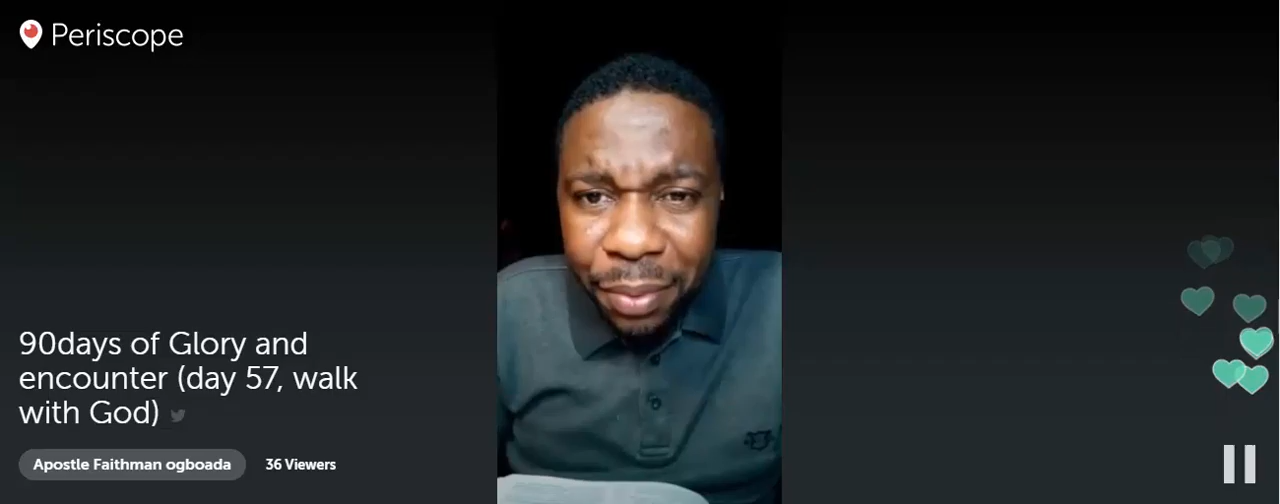 Periscope
90days of Glory and
encounter (day 57, walk
with God)
Apostle Faithman ogboada
36 Viewers